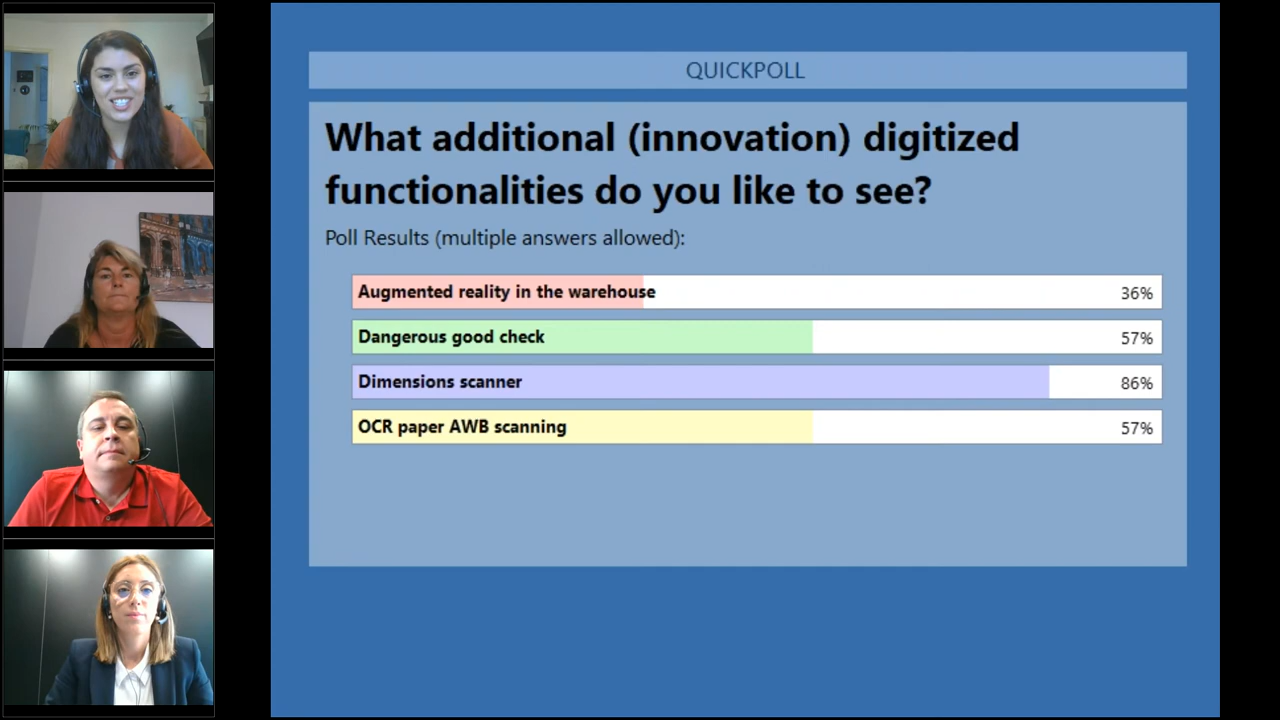 QUICKPOLL
What additional (innovation) digitized
functionalities do you like to see?
Poll Results (multiple answers allowed):
Augmented reality in the warehouse 36%
Dangerous good check 57%
Dimensions scanner 86%
OCR paper AWB scanning 57%